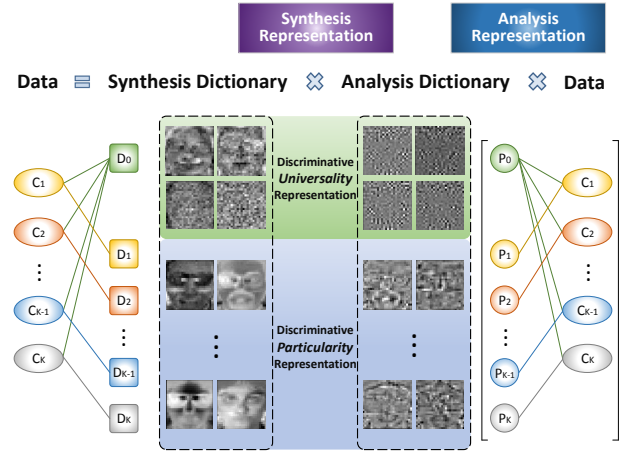 Synthesis
Representation
Analysis
Representation
Data = Synthesis Dictionary × Analysis Dictionary × Data
C1
C2
⋮
CK-1
CK
D0
D1
D2
⋮
DK-1
DK
Discriminative
Universality
Representation
⋮
Discriminative
Particularity
Representation
⋮
P0
P1
P2
⋮
PK-1
PK
C1
C2
⋮
CK-1
CK